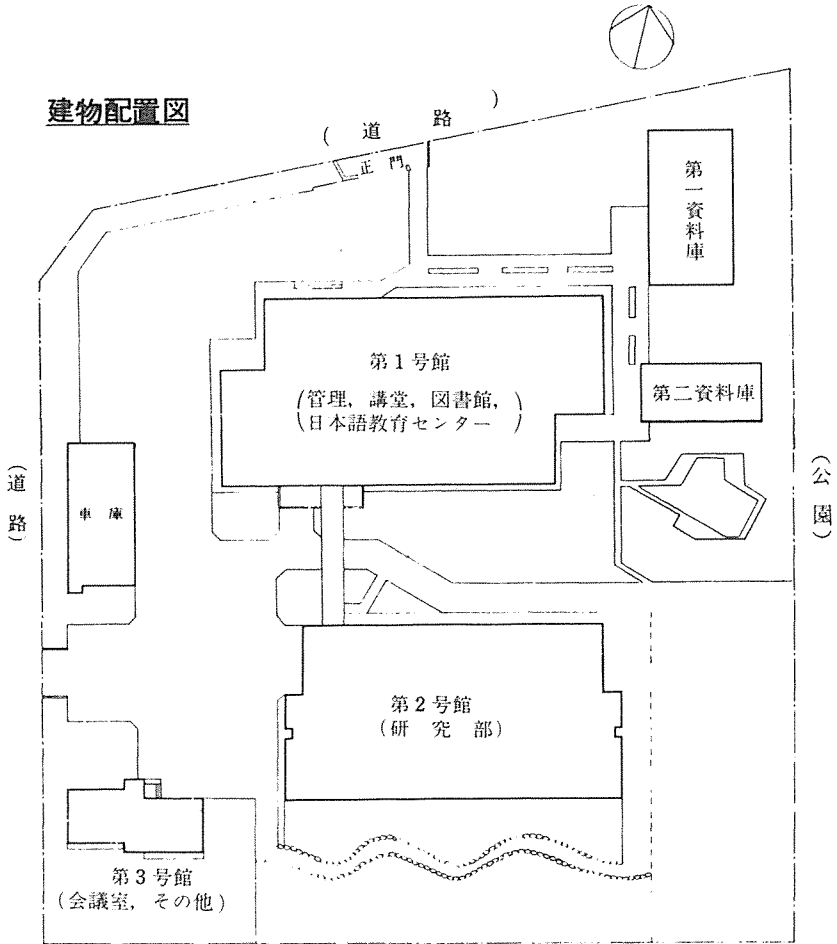 建物配置図
(道路)
正門
第一資料庫
第1号館
(管理，講堂，図書館，
日本語教育センター)
第二資料庫
(道路)
車庫
(公園)
第2号館
(研究部)
第3号館
(会議室，その他)